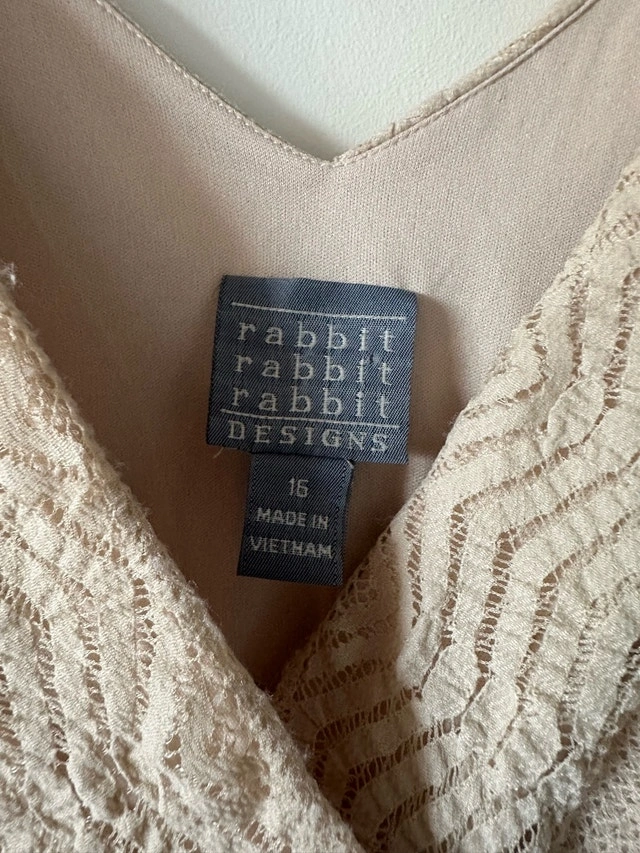 rabbit
rabbit
rabbit
DESIGNS
16
MADE IN
VIETNAM